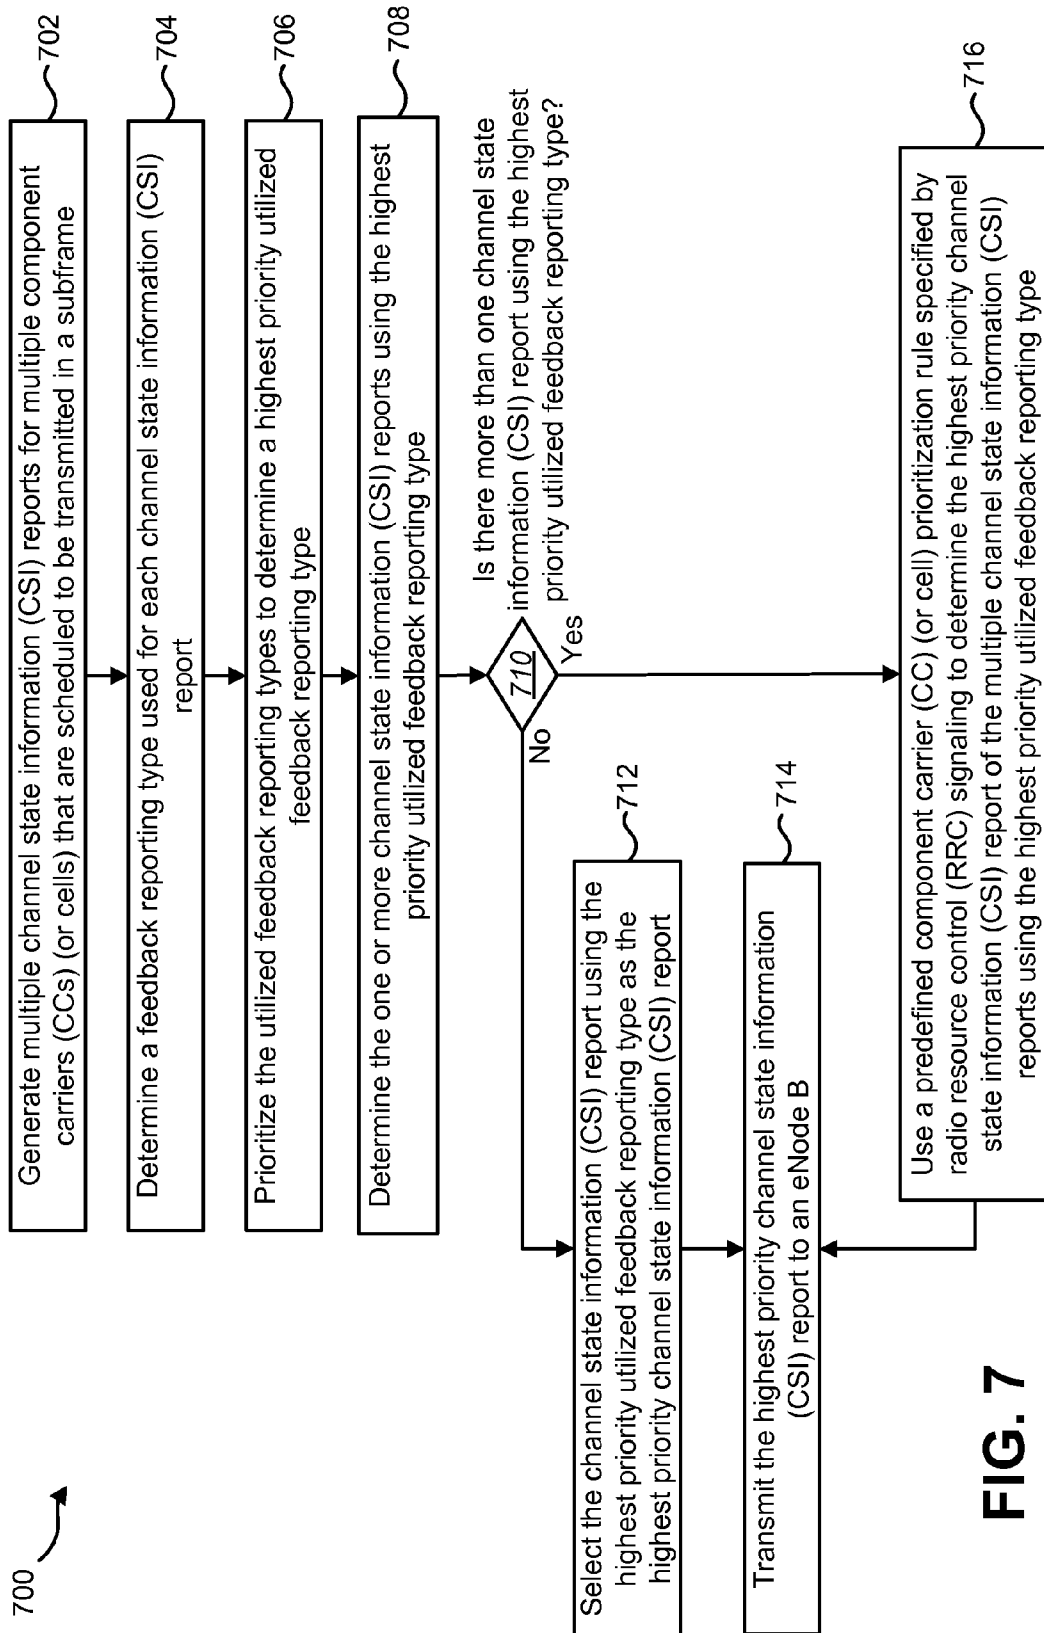 700
Generate multiple channel state information (CSI) reports for multiple component
carriers (CCs) (or cells) that are scheduled to be transmitted in a subframe
702
Determine a feedback reporting type used for each channel state information (CSI)
report
704
Prioritize the utilized feedback reporting types to determine a highest priority utilized
feedback reporting type
706
Determine the one or more channel state information (CSI) reports using the highest
priority utilized feedback reporting type
708
Is there more than one channel state
information (CSI) report using the highest
priority utilized feedback reporting type?
710
No
Yes
Select the channel state information (CSI) report using the
highest priority utilized feedback reporting type as the
highest priority channel state information (CSI) report
712
Transmit the highest priority channel state information
(CSI) report to an eNode B
714
Use a predefined component carrier (CC) (or cell) prioritization rule specified by
radio resource control (RRC) signaling to determine the highest priority channel
state information (CSI) report of the multiple channel state information (CSI)
reports using the highest priority utilized feedback reporting type
716
FIG. 7